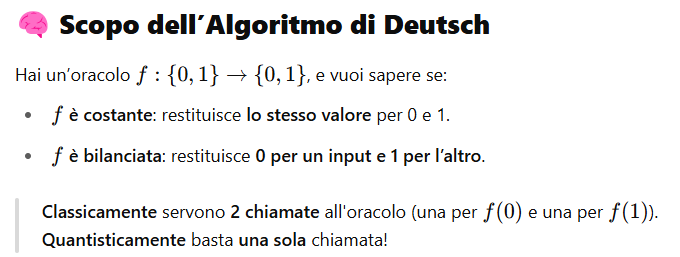 🧠 Scopo dell'Algoritmo di Deutsch
Hai un'oracolo f : {0, 1} → {0, 1}, e vuoi sapere se:
• f è costante: restituisce lo stesso valore per 0 e 1.
• f è bilanciata: restituisce 0 per un input e 1 per l'altro.
Classicamente servono 2 chiamate all'oracolo (una per f(0) e una per f(1)).
Quantisticamente basta una sola chiamata!